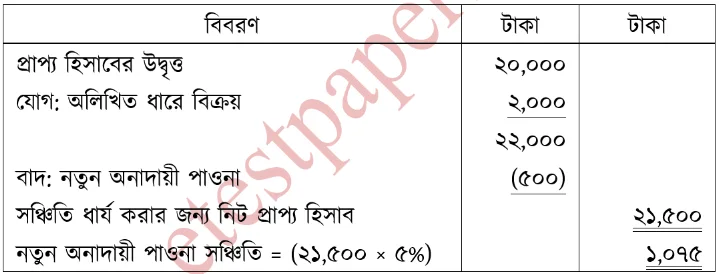 বিবরণ টাকা টাকা
প্রাপ্য হিসাবের উদ্বৃত্ত ২০,০০০
যোগ: অলিখিত ধারে বিক্রয় ২,০০০
২২,০০০
বাদ: নতুন অনাদায়ী পাওনা (৫০০)
সঞ্চিতি ধার্য করার জন্য নিট প্রাপ্য হিসাব ২১,৫০০
নতুন অনাদায়ী পাওনা সঞ্চিতি = (২১,৫০০ × ৫%) ১,০৭৫
etestpaper